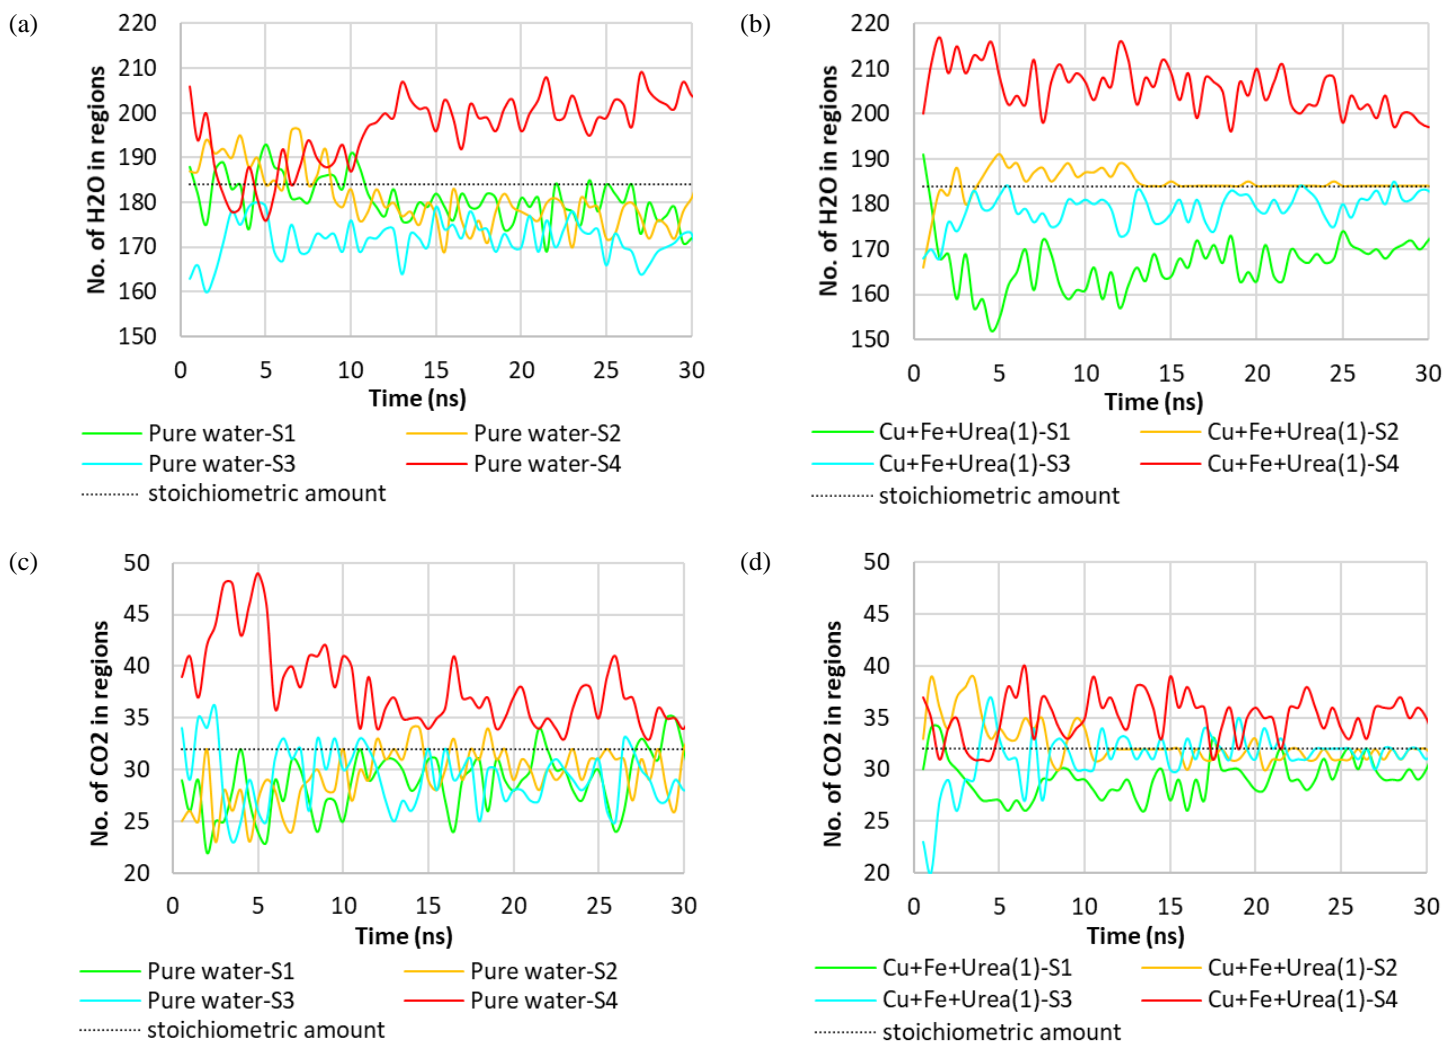 (a)
No. of H2O in regions
220
210
200
190
180
170
160
150
0 5 10 15 20 25 30
Time (ns)
Pure water-S1 Pure water-S2
Pure water-S3 Pure water-S4
stoichiometric amount
(b)
No. of H2O in regions
220
210
200
190
180
170
160
150
0 5 10 15 20 25 30
Time (ns)
Cu+Fe+Urea(1)-S1 Cu+Fe+Urea(1)-S2
Cu+Fe+Urea(1)-S3 Cu+Fe+Urea(1)-S4
stoichiometric amount
(c)
No. of CO2 in regions
50
45
40
35
30
25
20
0 5 10 15 20 25 30
Time (ns)
Pure water-S1 Pure water-S2
Pure water-S3 Pure water-S4
stoichiometric amount
(d)
No. of CO2 in regions
50
45
40
35
30
25
20
0 5 10 15 20 25 30
Time (ns)
Cu+Fe+Urea(1)-S1 Cu+Fe+Urea(1)-S2
Cu+Fe+Urea(1)-S3 Cu+Fe+Urea(1)-S4
stoichiometric amount